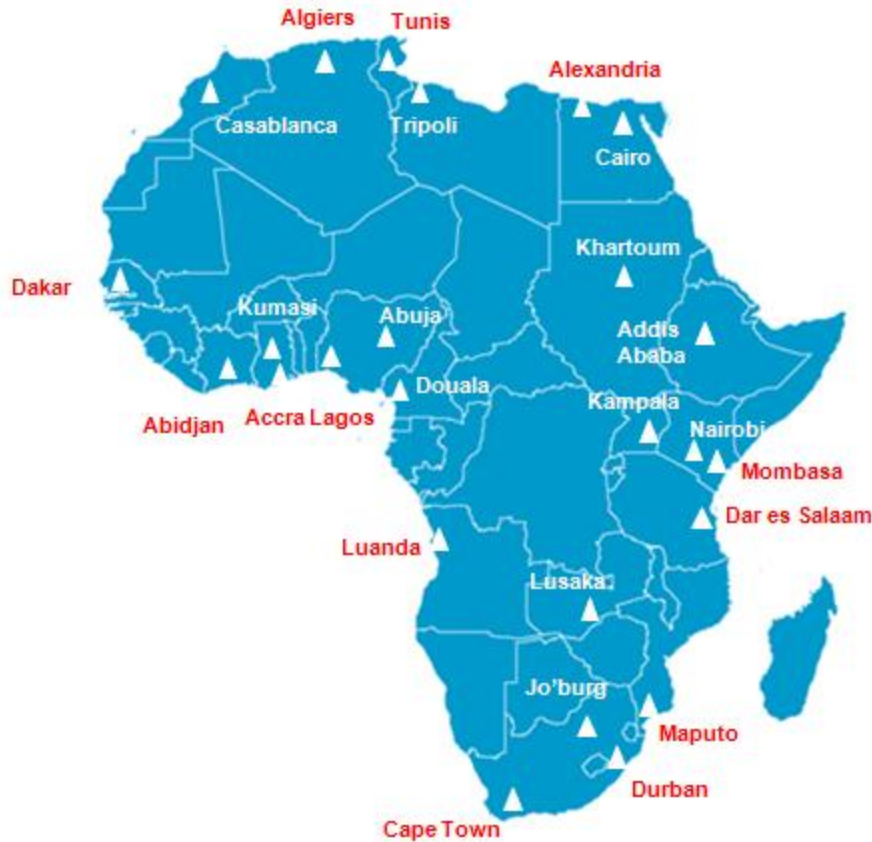 Algiers
Tunis
Alexandria
Casablanca
Tripoli
Cairo
Khartoum
Dakar
Kumasi
Abuja
Addis
Ababa
Douala
Kampala
Abidjan
Accra Lagos
Nairobi
Mombasa
Dar es Salaam
Luanda
Lusaka
Jo'burg
Maputo
Durban
Cape Town